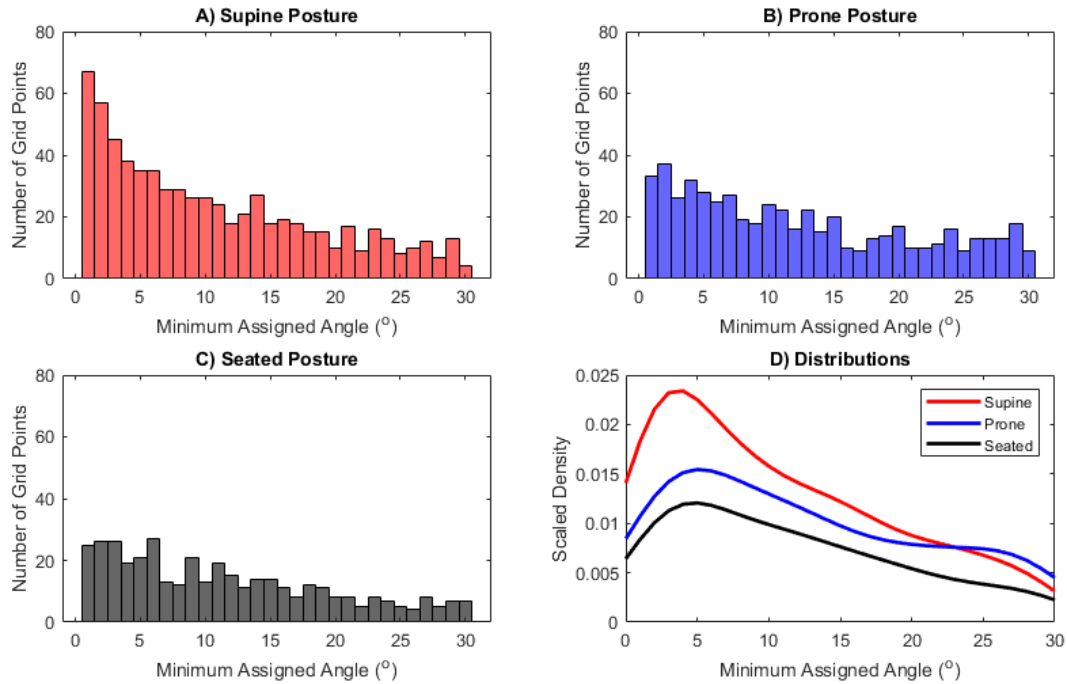 A) Supine Posture
80
60
40
20
0
Number of Grid Points
0 5 10 15 20 25 30
Minimum Assigned Angle (o)
B) Prone Posture
80
60
40
20
0
Number of Grid Points
0 5 10 15 20 25 30
Minimum Assigned Angle (o)
C) Seated Posture
80
60
40
20
0
Number of Grid Points
0 5 10 15 20 25 30
Minimum Assigned Angle (o)
D) Distributions
0.025
0.02
0.015
0.01
0.005
0
Scaled Density
Supine
Prone
Seated
0 5 10 15 20 25 30
Minimum Assigned Angle (o)